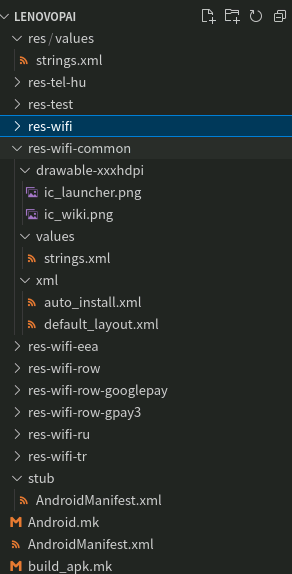 LENOVOPAI
res / values
strings.xml
res-tel-hu
res-test
res-wifi
res-wifi-common
drawable-xxxhdpi
ic_launcher.png
ic_wiki.png
values
strings.xml
xml
auto_install.xml
default_layout.xml
res-wifi-eea
res-wifi-row
res-wifi-row-googlepay
res-wifi-row-gpay3
res-wifi-ru
res-wifi-tr
stub
AndroidManifest.xml
Android.mk
AndroidManifest.xml
build_apk.mk